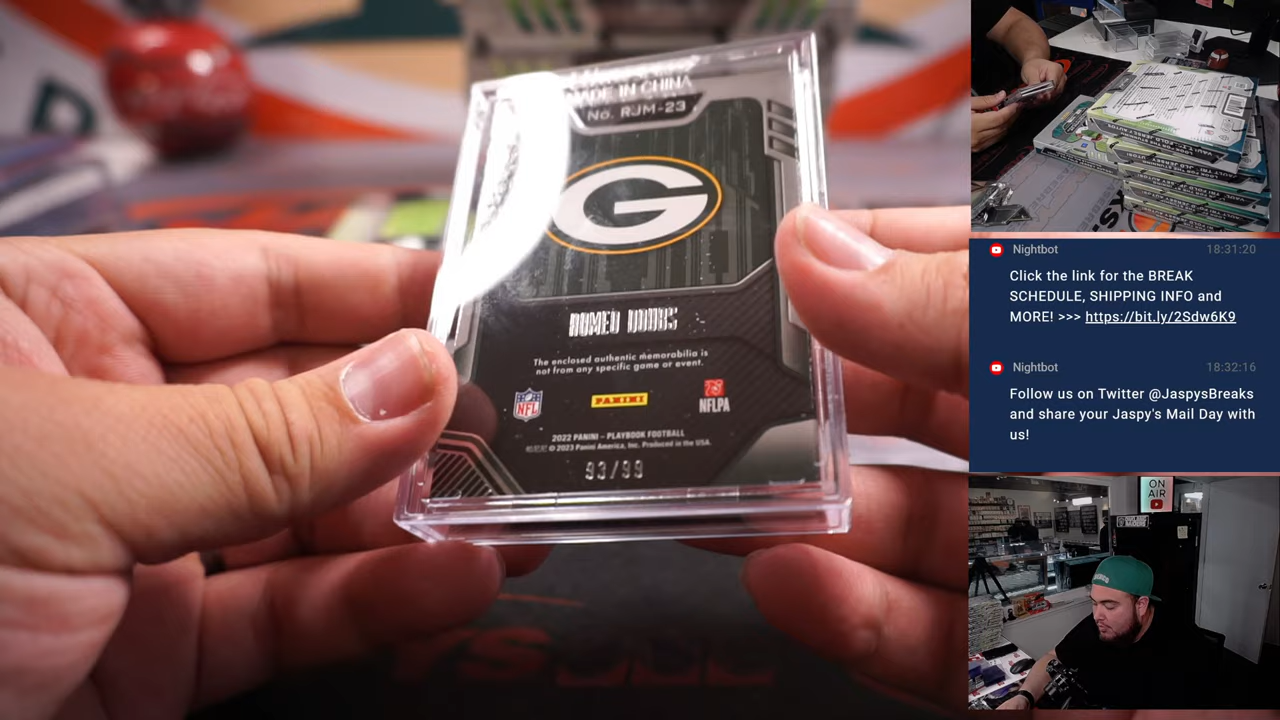 MADE IN CHINA
No. RJM-23
G
ROMEO DOUBS
The enclosed authentic memorabilia is
not from any specific game or event.
NFL
PANINI
NFLPA
2022 PANINI – PLAYBOOK FOOTBALL
© 2023 Panini America, Inc. Produced in the USA.
93/99
Nightbot 18:31:20
Click the link for the BREAK
SCHEDULE, SHIPPING INFO and
MORE! >>> https://bit.ly/2Sdw6K9
Nightbot 18:32:16
Follow us on Twitter @JaspysBreaks
and share your Jaspy's Mail Day with
us!
ON
AIR